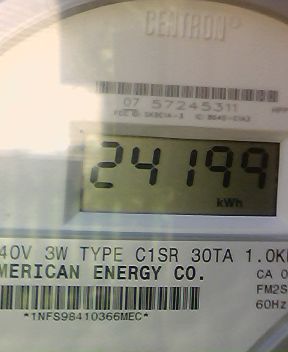 CENTRON
07 57245311
24199
kWh
40V 3W TYPE C1SR 30TA 1.0K
MERICAN ENERGY CO.
CA 0
FM2S
60Hz
*1NFS98410366MEC*